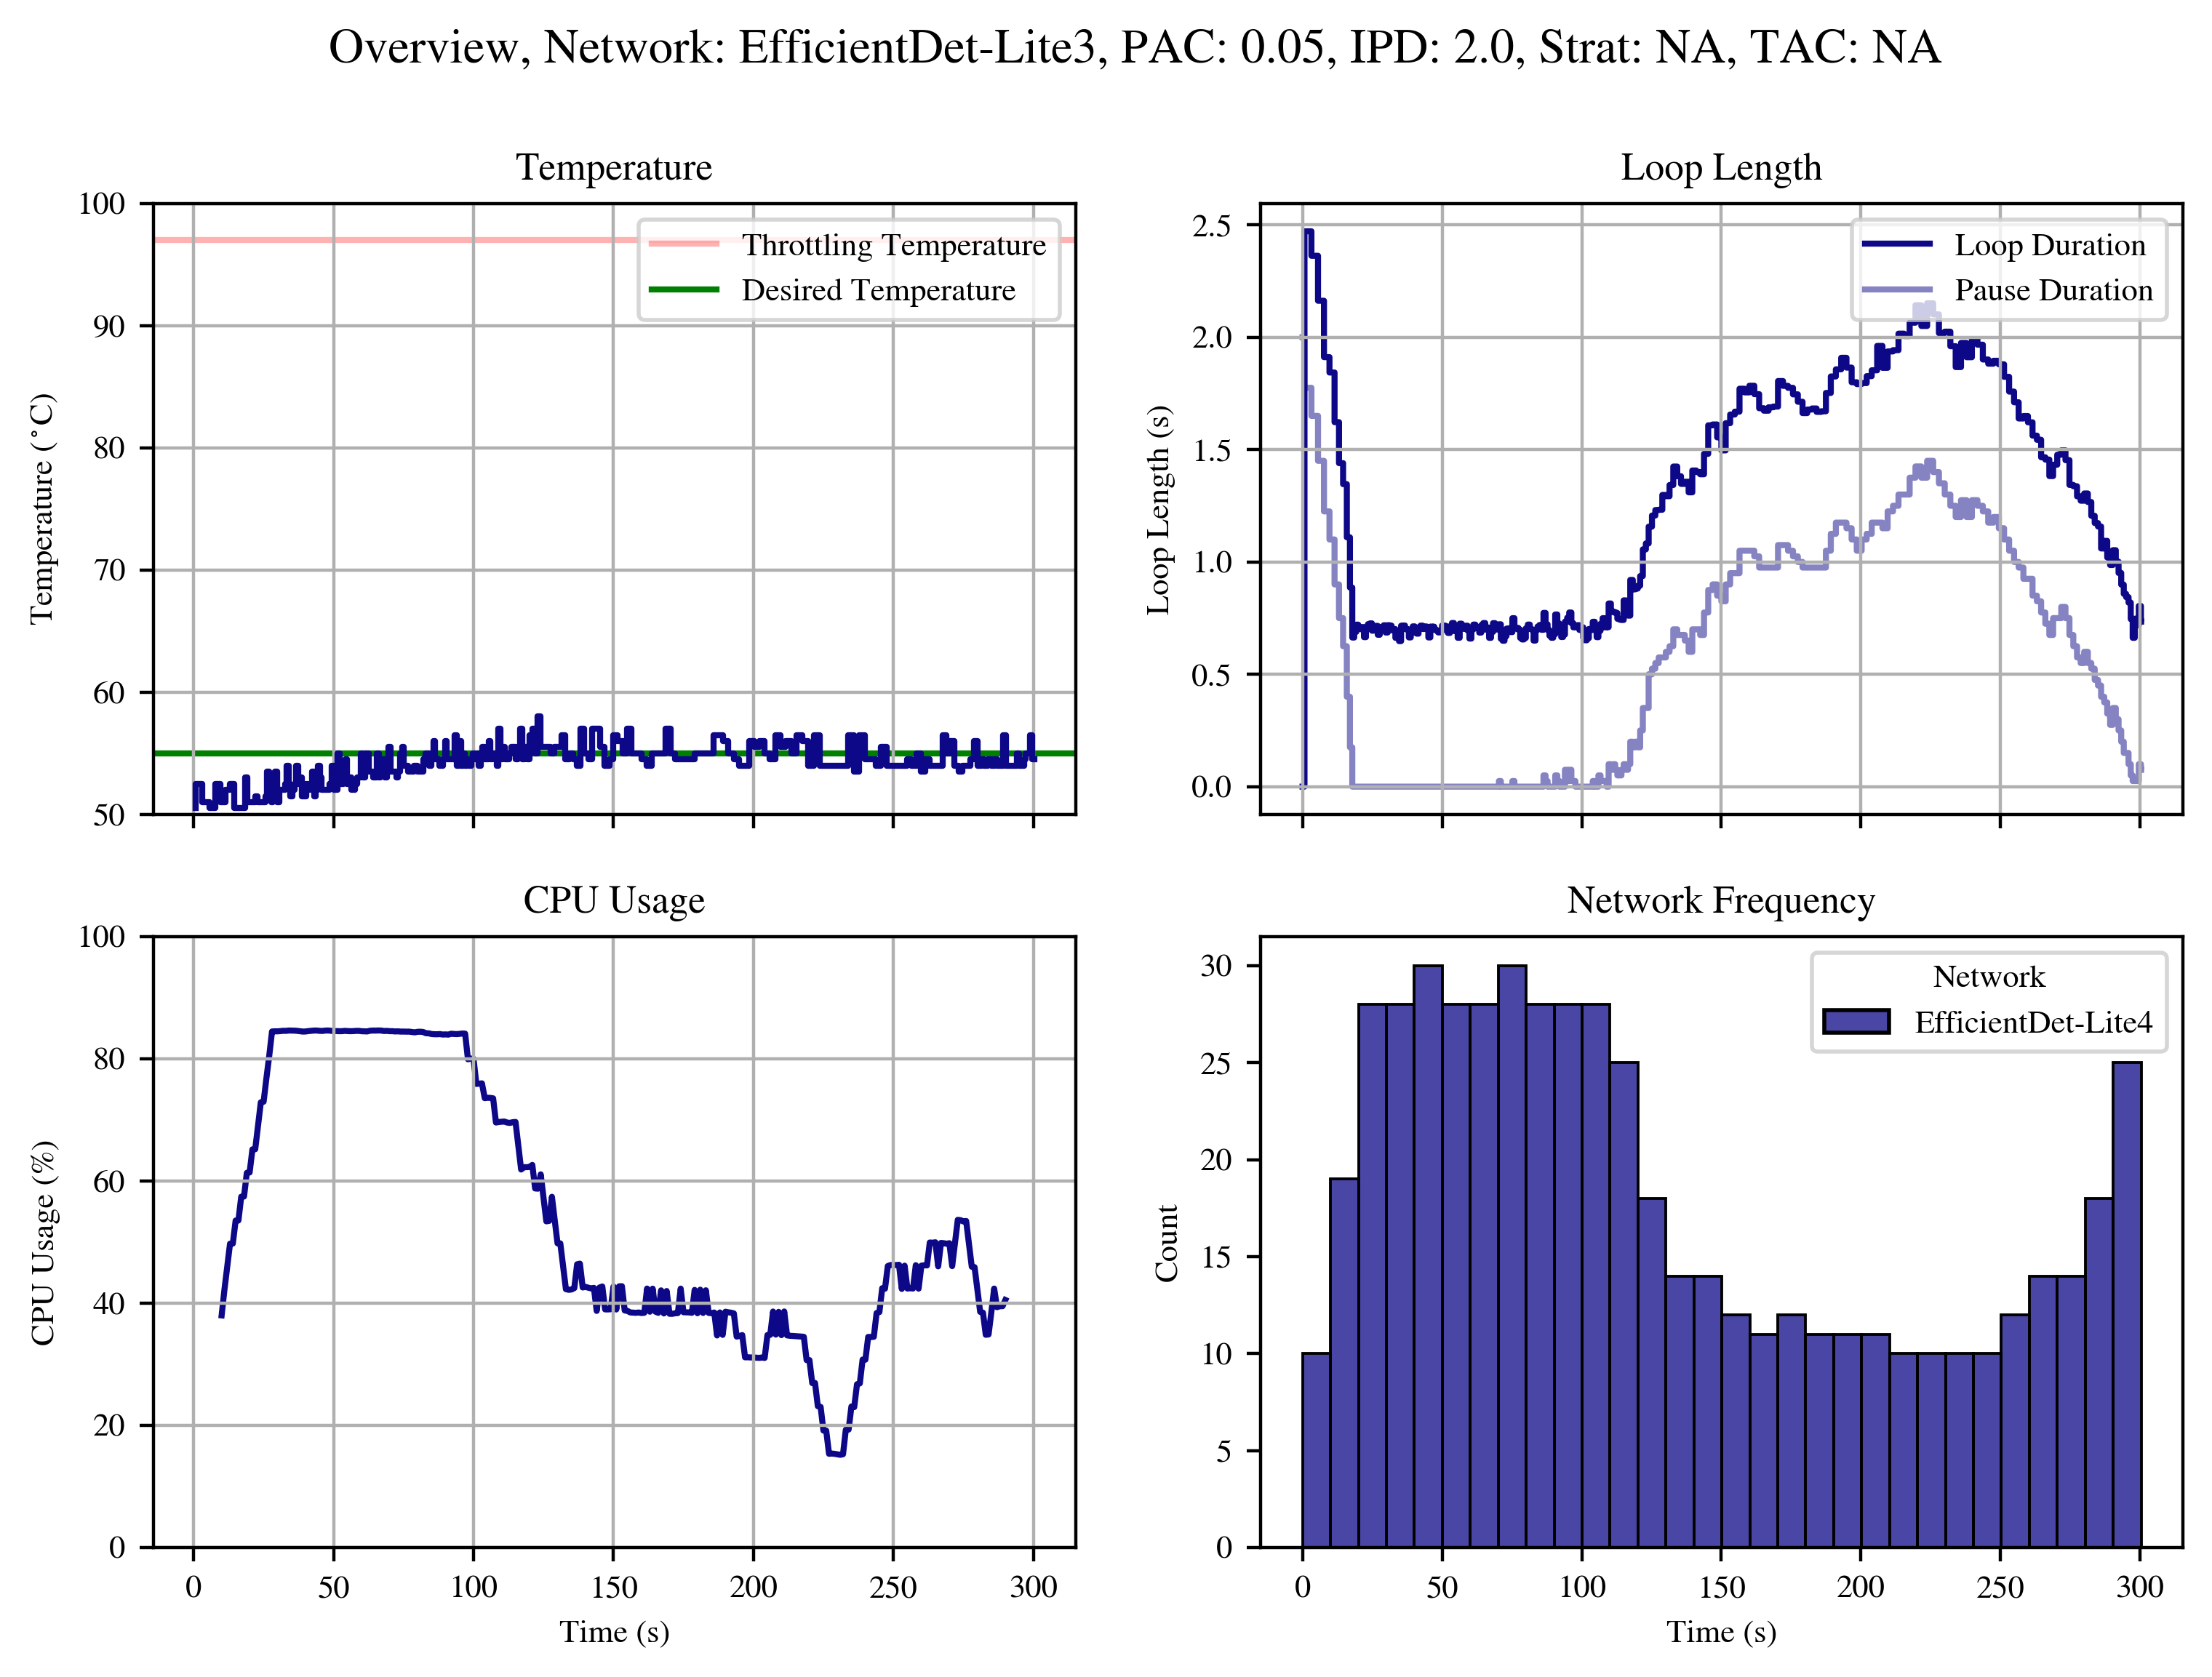 Overview, Network: EfficientDet-Lite3, PAC: 0.05, IPD: 2.0, Strat: NA, TAC: NA
Temperature
100
90
80
70
60
50
Temperature (°C)
Throttling Temperature
Desired Temperature
Loop Length
2.5
2.0
1.5
1.0
0.5
0.0
Loop Length (s)
Loop Duration
Pause Duration
CPU Usage
100
80
60
40
20
0
CPU Usage (%)
0 50 100 150 200 250 300
Time (s)
Network Frequency
30
25
20
15
10
5
0
Count
Network
EfficientDet-Lite4
0 50 100 150 200 250 300
Time (s)